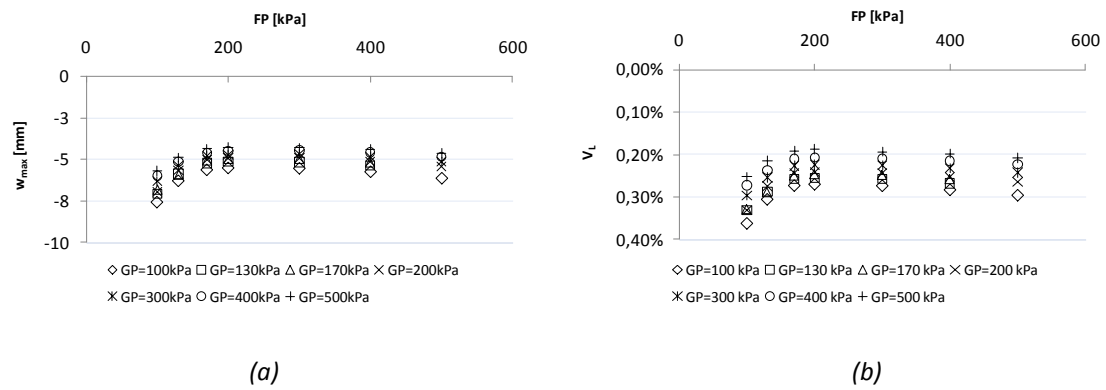 FP [kPa]
0 200 400 600
0
-3
-5
-8
-10
w_max [mm]
◇ GP=100kPa □ GP=130kPa △ GP=170kPa × GP=200kPa
ж GP=300kPa ○ GP=400kPa + GP=500kPa
(a)
FP [kPa]
0 200 400 600
0,00%
0,10%
0,20%
0,30%
0,40%
V_L
◇ GP=100 kPa □ GP=130 kPa △ GP=170 kPa × GP=200 kPa
ж GP=300 kPa ○ GP=400 kPa + GP=500 kPa
(b)